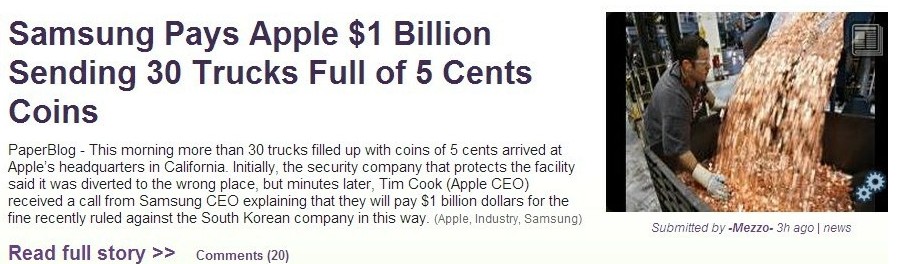 Samsung Pays Apple $1 Billion
Sending 30 Trucks Full of 5 Cents
Coins
PaperBlog - This morning more than 30 trucks filled up with coins of 5 cents arrived at
Apple's headquarters in California. Initially, the security company that protects the facility
said it was diverted to the wrong place, but minutes later, Tim Cook (Apple CEO)
received a call from Samsung CEO explaining that they will pay $1 billion dollars for the
fine recently ruled against the South Korean company in this way. (Apple, Industry, Samsung)
Read full story >> Comments (20)
Submitted by -Mezzo- 3h ago | news